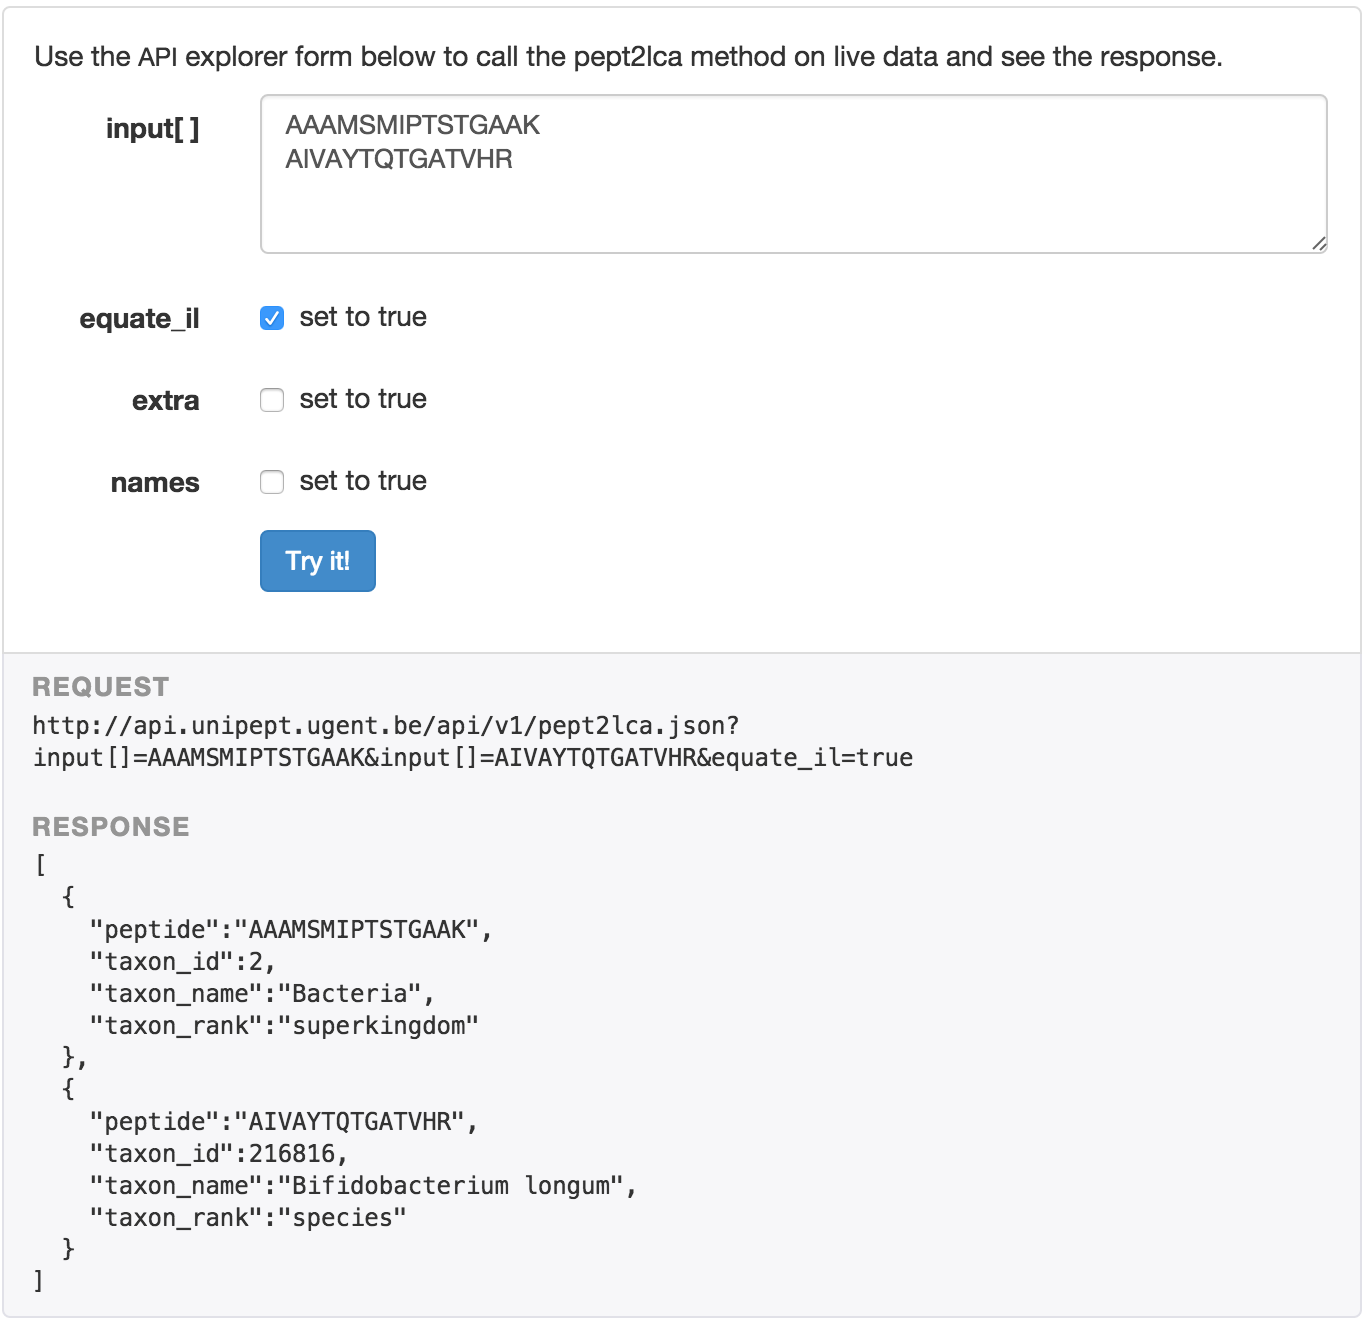 Use the API explorer form below to call the pept2lca method on live data and see the response.
input[ ]
AAAMSMIPTSTGAAK
AIVAYTQTGATVHR
equate_il
set to true
extra
set to true
names
set to true
Try it!
REQUEST
http://api.unipept.ugent.be/api/v1/pept2lca.json?
input[]=AAAMSMIPTSTGAAK&input[]=AIVAYTQTGATVHR&equate_il=true
RESPONSE
[
  {
    "peptide":"AAAMSMIPTSTGAAK",
    "taxon_id":2,
    "taxon_name":"Bacteria",
    "taxon_rank":"superkingdom"
  },
  {
    "peptide":"AIVAYTQTGATVHR",
    "taxon_id":216816,
    "taxon_name":"Bifidobacterium longum",
    "taxon_rank":"species"
  }
]